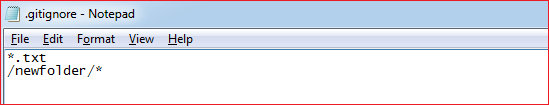 .gitignore - Notepad
File Edit Format View Help
*.txt
/newfolder/*